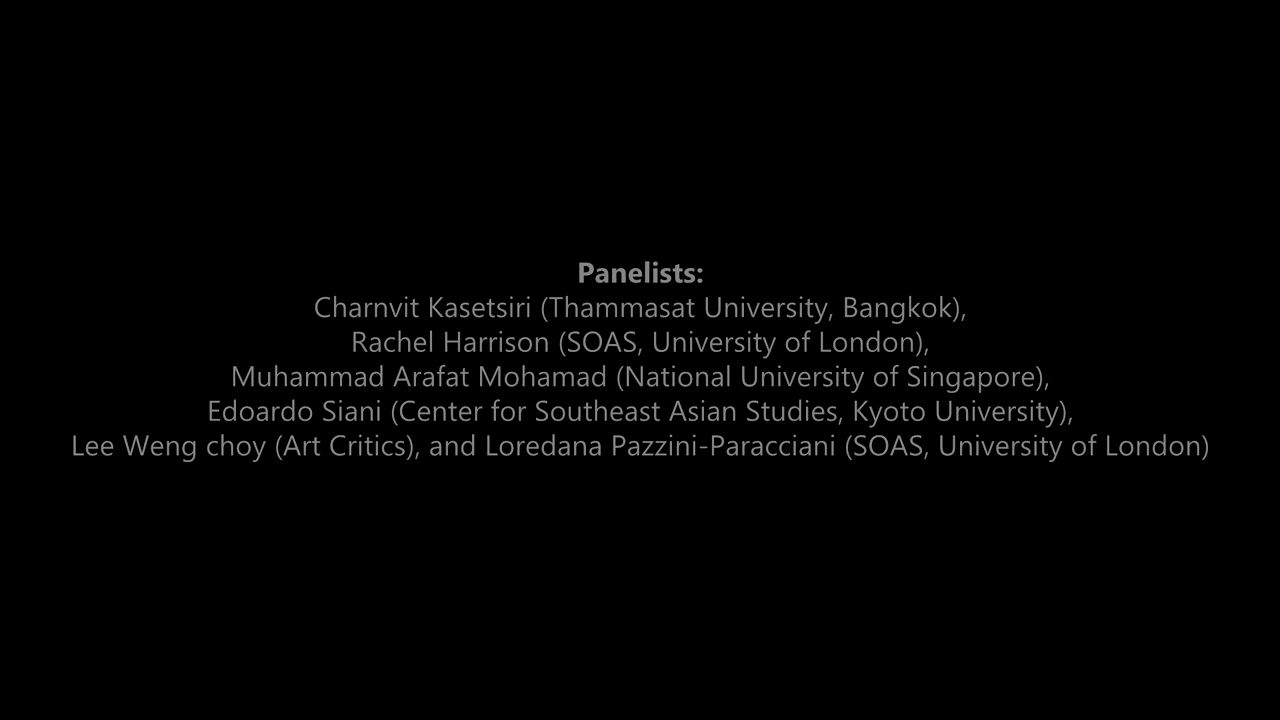 Panelists:
Charnvit Kasetsiri (Thammasat University, Bangkok),
Rachel Harrison (SOAS, University of London),
Muhammad Arafat Mohamad (National University of Singapore),
Edoardo Siani (Center for Southeast Asian Studies, Kyoto University),
Lee Weng choy (Art Critics), and Loredana Pazzini-Paracciani (SOAS, University of London)